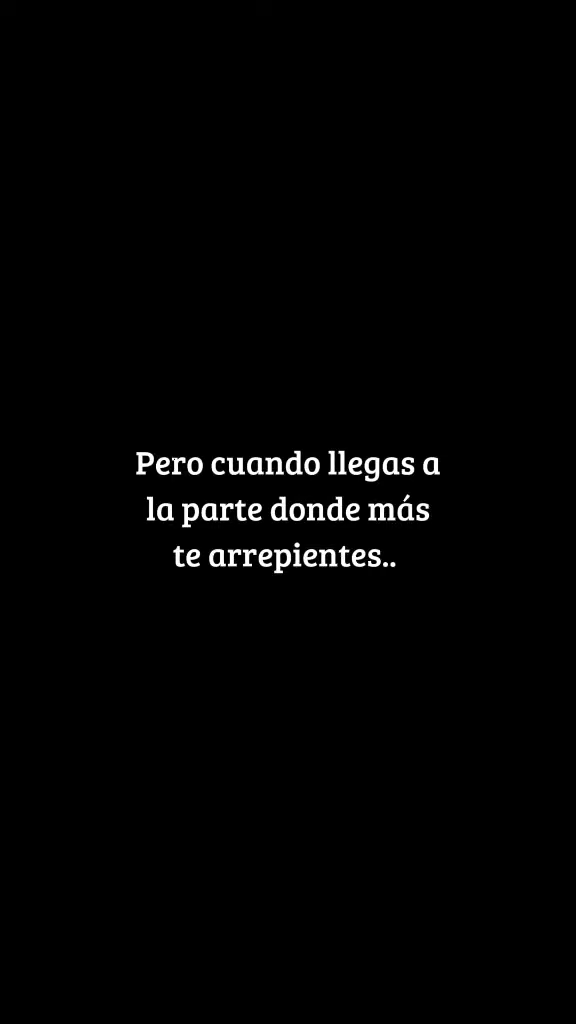 Pero cuando llegas a
la parte donde más
te arrepientes..